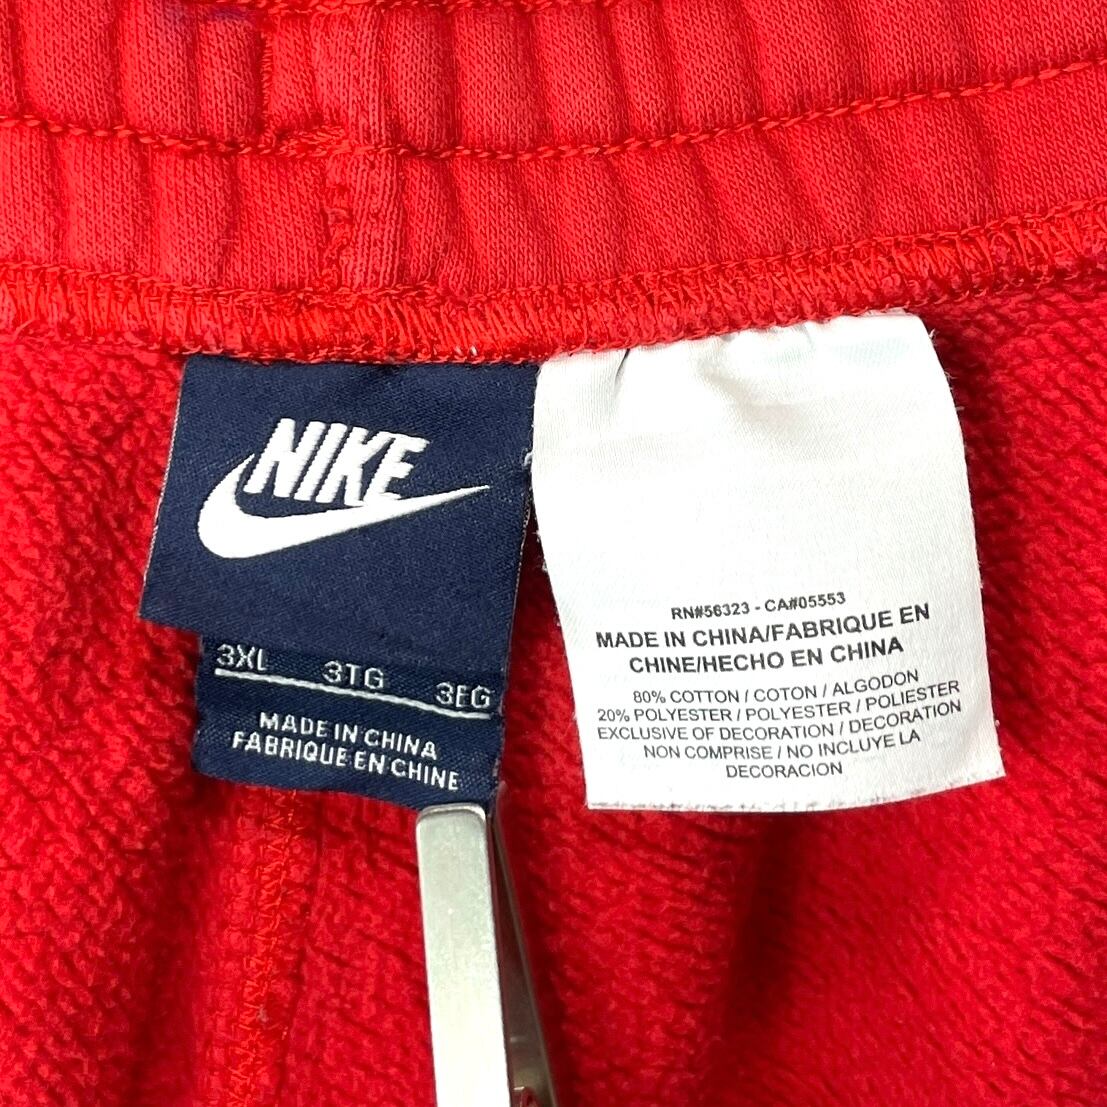 NIKE
3XL 3TG 3EG
MADE IN CHINA
FABRIQUE EN CHINE
RN#56323 - CA#05553
MADE IN CHINA/FABRIQUE EN
CHINE/HECHO EN CHINA
80% COTTON / COTON / ALGODON
20% POLYESTER / POLYESTER / POLIESTER
EXCLUSIVE OF DECORATION / DECORATION
NON COMPRISE / NO INCLUYE LA
DECORACION